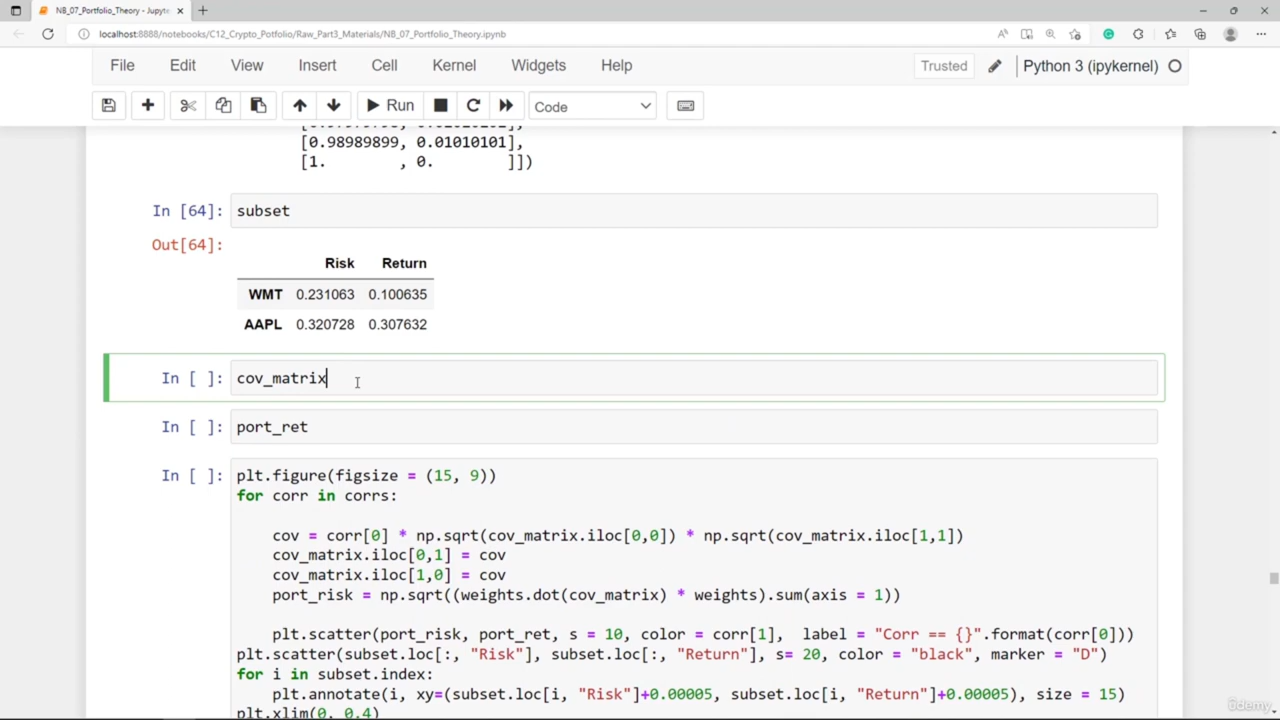 NB_07_Portfolio_Theory - Jupyte
localhost:8888/notebooks/C12_Crypto_Potfolio/Raw_Part3_Materials/NB_07_Portfolio_Theory.ipynb
File Edit View Insert Cell Kernel Widgets Help Trusted Python 3 (ipykernel)
Run Code
[0.98989899, 0.01010101],
[1. , 0. ]])
In [64]: subset
Out[64]:
Risk Return
WMT 0.231063 0.100635
AAPL 0.320728 0.307632
In [ ]: cov_matrix
In [ ]: port_ret
In [ ]: plt.figure(figsize = (15, 9))
for corr in corrs:
cov = corr[0] * np.sqrt(cov_matrix.iloc[0,0]) * np.sqrt(cov_matrix.iloc[1,1])
cov_matrix.iloc[0,1] = cov
cov_matrix.iloc[1,0] = cov
port_risk = np.sqrt((weights.dot(cov_matrix) * weights).sum(axis = 1))
plt.scatter(port_risk, port_ret, s = 10, color = corr[1], label = "Corr == {}".format(corr[0]))
plt.scatter(subset.loc[:, "Risk"], subset.loc[:, "Return"], s= 20, color = "black", marker = "D")
for i in subset.index:
plt.annotate(i, xy=(subset.loc[i, "Risk"]+0.00005, subset.loc[i, "Return"]+0.00005), size = 15)
plt.xlim(0, 0.4)
ûdemy